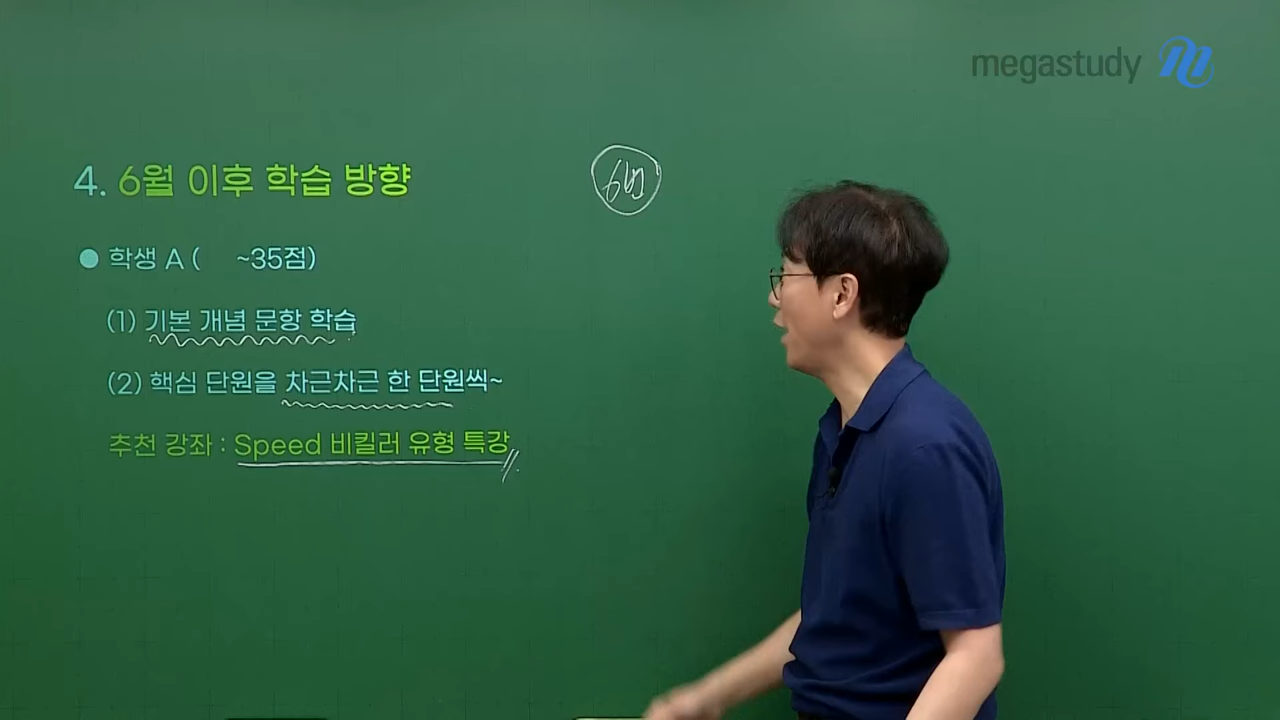 megastudy
4. 6월 이후 학습 방향
6번
● 학생 A ( ~35점)
(1) 기본 개념 문항 학습
(2) 핵심 단원을 차근차근 한 단원씩~
추천 강좌 : Speed 비킬러 유형 특강